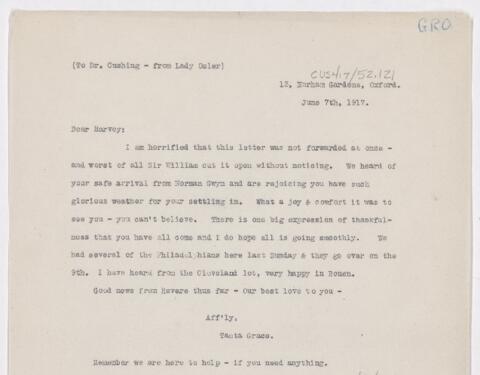 GRO
(To Dr. Cushing - from Lady Osler)
CUS417/52.121
13, Norham Gardens, Oxford.
June 7th, 1917.
Dear Harvey:
I am horrified that this letter was not forwarded at once -
and worst of all Sir William cut it open without noticing. We heard of
your safe arrival from Norman Gwyn and are rejoicing you have such
glorious weather for your settling in. What a joy & comfort it was to
see you - you can't believe. There is one big expression of thankful-
ness that you have all come and I do hope all is going smoothly. We
had several of the Philadelphians here last Sunday & they go over on the
9th. I have heard from the Cleveland lot, very happy in Rouen.
Good news from Revere thus far - Our best love to you -
Aff'ly,
Tanta Grace.
Remember we are here to help - if you need anything.